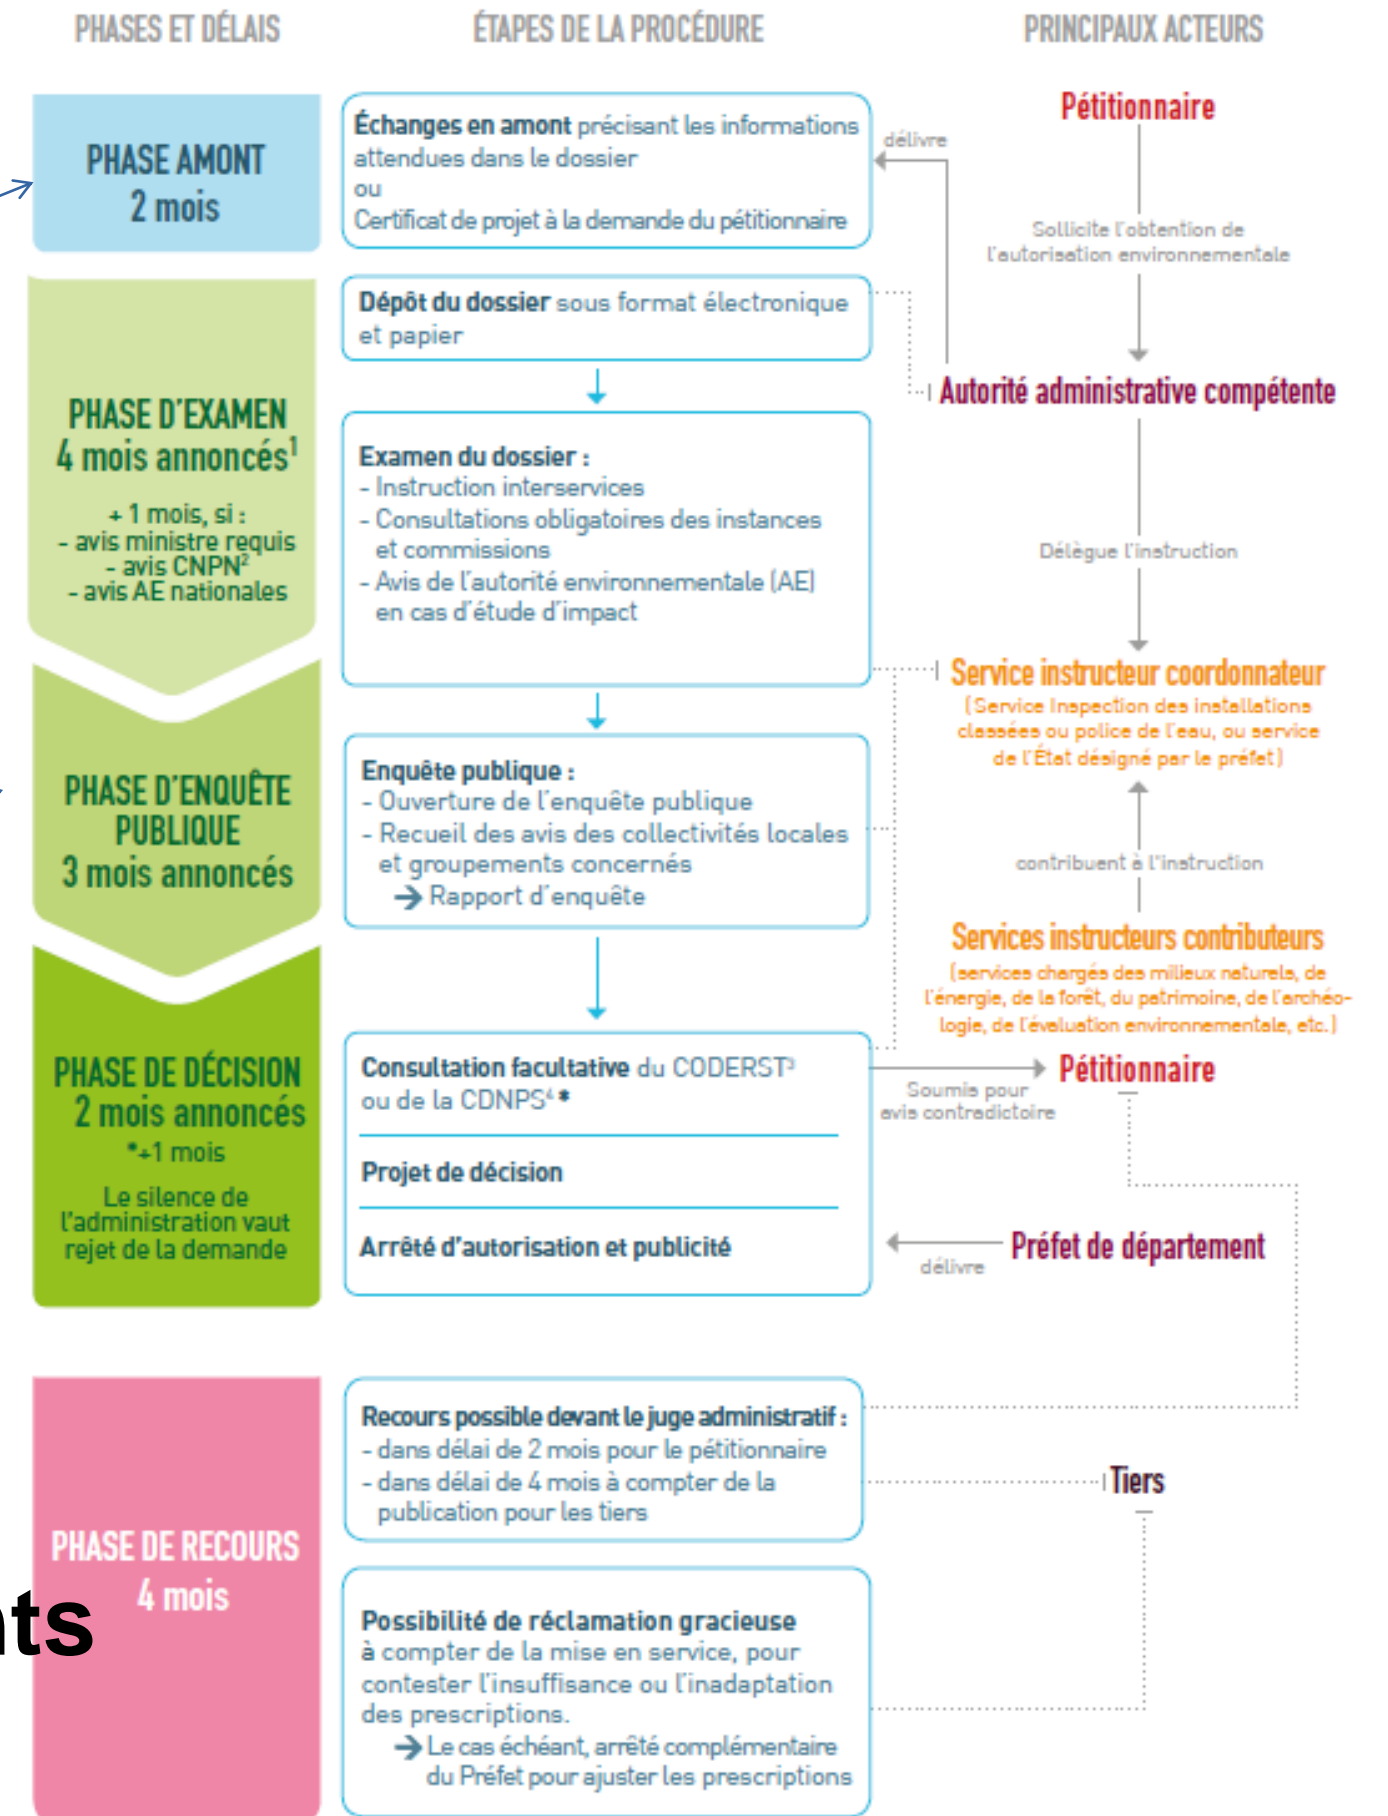 PHASES ET DÉLAIS
ÉTAPES DE LA PROCÉDURE
PRINCIPAUX ACTEURS
PHASE AMONT
2 mois
Échanges en amont précisant les informations
attendues dans le dossier
ou
Certificat de projet à la demande du pétitionnaire
délivre
Pétitionnaire
Sollicite l'obtention de
l'autorisation environnementale
Dépôt du dossier sous format électronique
et papier
Autorité administrative compétente
PHASE D'EXAMEN
4 mois annoncés¹
+ 1 mois, si :
- avis ministre requis
- avis CNPN²
- avis AE nationales
Examen du dossier :
- Instruction interservices
- Consultations obligatoires des instances
et commissions
- Avis de l'autorité environnementale (AE)
en cas d'étude d'impact
Délègue l'instruction
Service instructeur coordonnateur
(Service Inspection des installations
classées ou police de l'eau, ou service
de l'État désigné par le préfet)
PHASE D'ENQUÊTE
PUBLIQUE
3 mois annoncés
Enquête publique :
- Ouverture de l'enquête publique
- Recueil des avis des collectivités locales
et groupements concernés
→ Rapport d'enquête
contribuent à l'instruction
Services instructeurs contributeurs
(services chargés des milieux naturels, de
l'énergie, de la forêt, du patrimoine, de l'archéo-
logie, de l'évaluation environnementale, etc.)
PHASE DE DÉCISION
2 mois annoncés
*+1 mois
Le silence de
l'administration vaut
rejet de la demande
Consultation facultative du CODERST³
ou de la CDNPS⁴ *
Projet de décision
Arrêté d'autorisation et publicité
Soumis pour
avis contradictoire
Pétitionnaire
délivre
Préfet de département
PHASE DE RECOURS
4 mois
nts
Recours possible devant le juge administratif :
- dans délai de 2 mois pour le pétitionnaire
- dans délai de 4 mois à compter de la
publication pour les tiers
Tiers
Possibilité de réclamation gracieuse
à compter de la mise en service, pour
contester l'insuffisance ou l'inadaptation
des prescriptions.
→ Le cas échéant, arrêté complémentaire
du Préfet pour ajuster les prescriptions